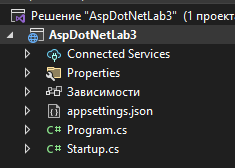 Решение "AspDotNetLab3" (1 проект
AspDotNetLab3
Connected Services
Properties
Зависимости
appsettings.json
C# Program.cs
C# Startup.cs